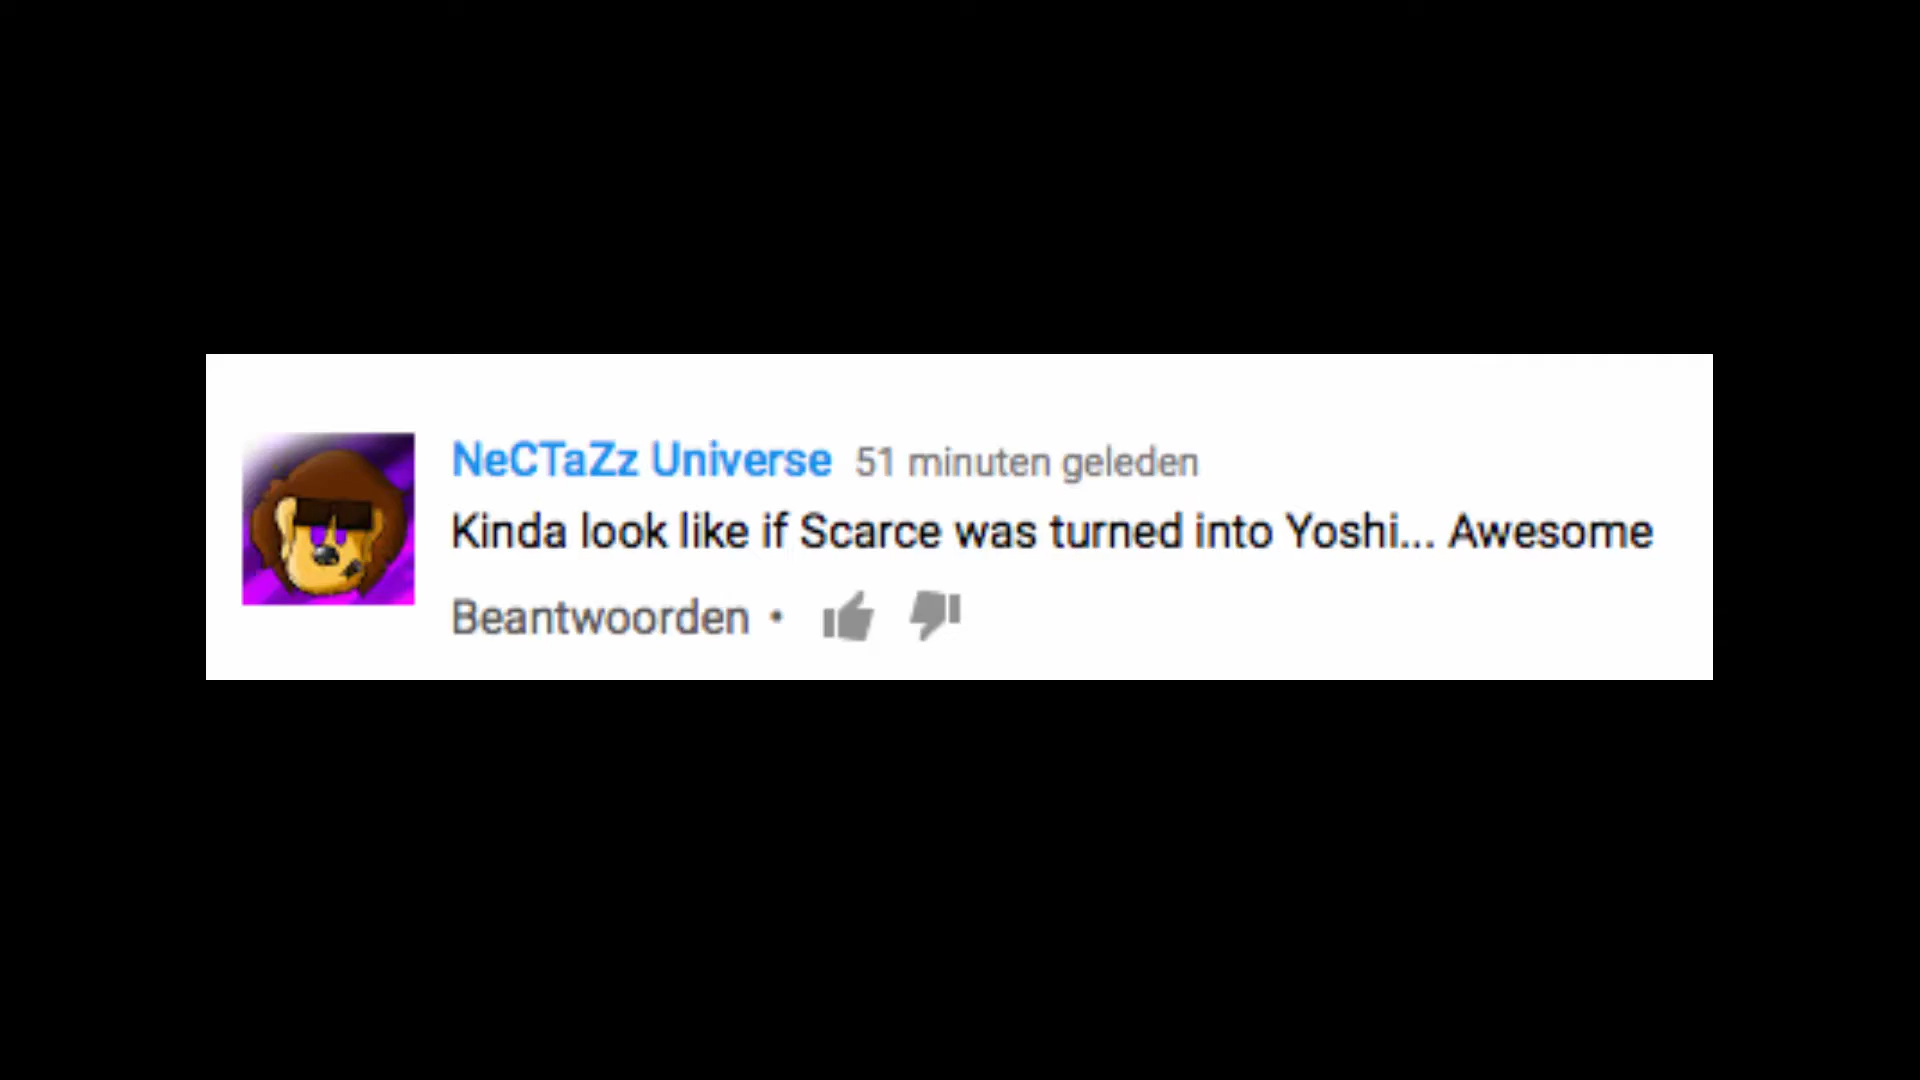 NeCTaZz Universe 51 minuten geleden
Kinda look like if Scarce was turned into Yoshi... Awesome
Beantwoorden •